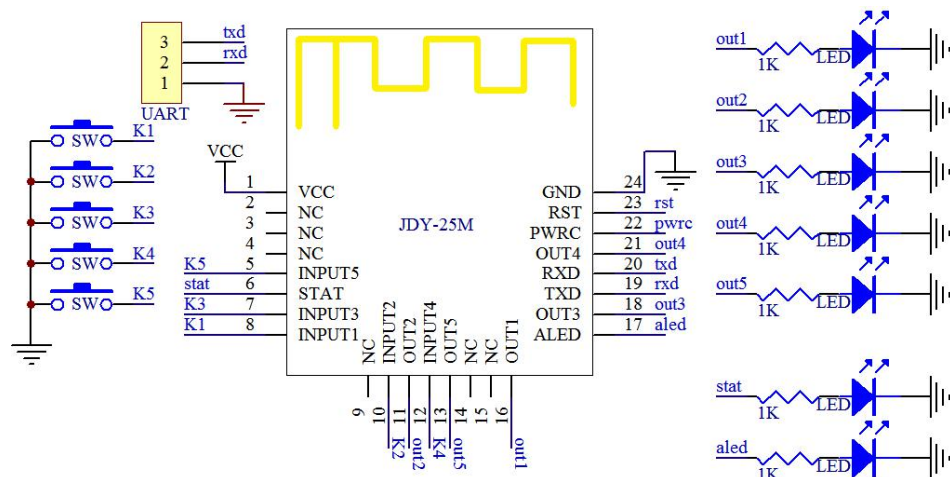 3 txd
2 rxd
1
UART
SW K1
SW K2
SW K3
SW K4
SW K5
VCC
JDY-25M
1 VCC
2 NC
3 NC
4 NC
K5 5 INPUT5
stat 6 STAT
K3 7 INPUT3
K1 8 INPUT1
GND 24
RST 23 rst
PWRC 22 pwrc
OUT4 21 out4
RXD 20 txd
TXD 19 rxd
OUT3 18 out3
ALED 17 aled
NC 9
INPUT2 10 K2
OUT2 11 out2
INPUT4 12 K4
OUT5 13 out5
NC 14
NC 15
OUT1 16 out1
out1 1K LED
out2 1K LED
out3 1K LED
out4 1K LED
out5 1K LED
stat 1K LED
aled 1K LED